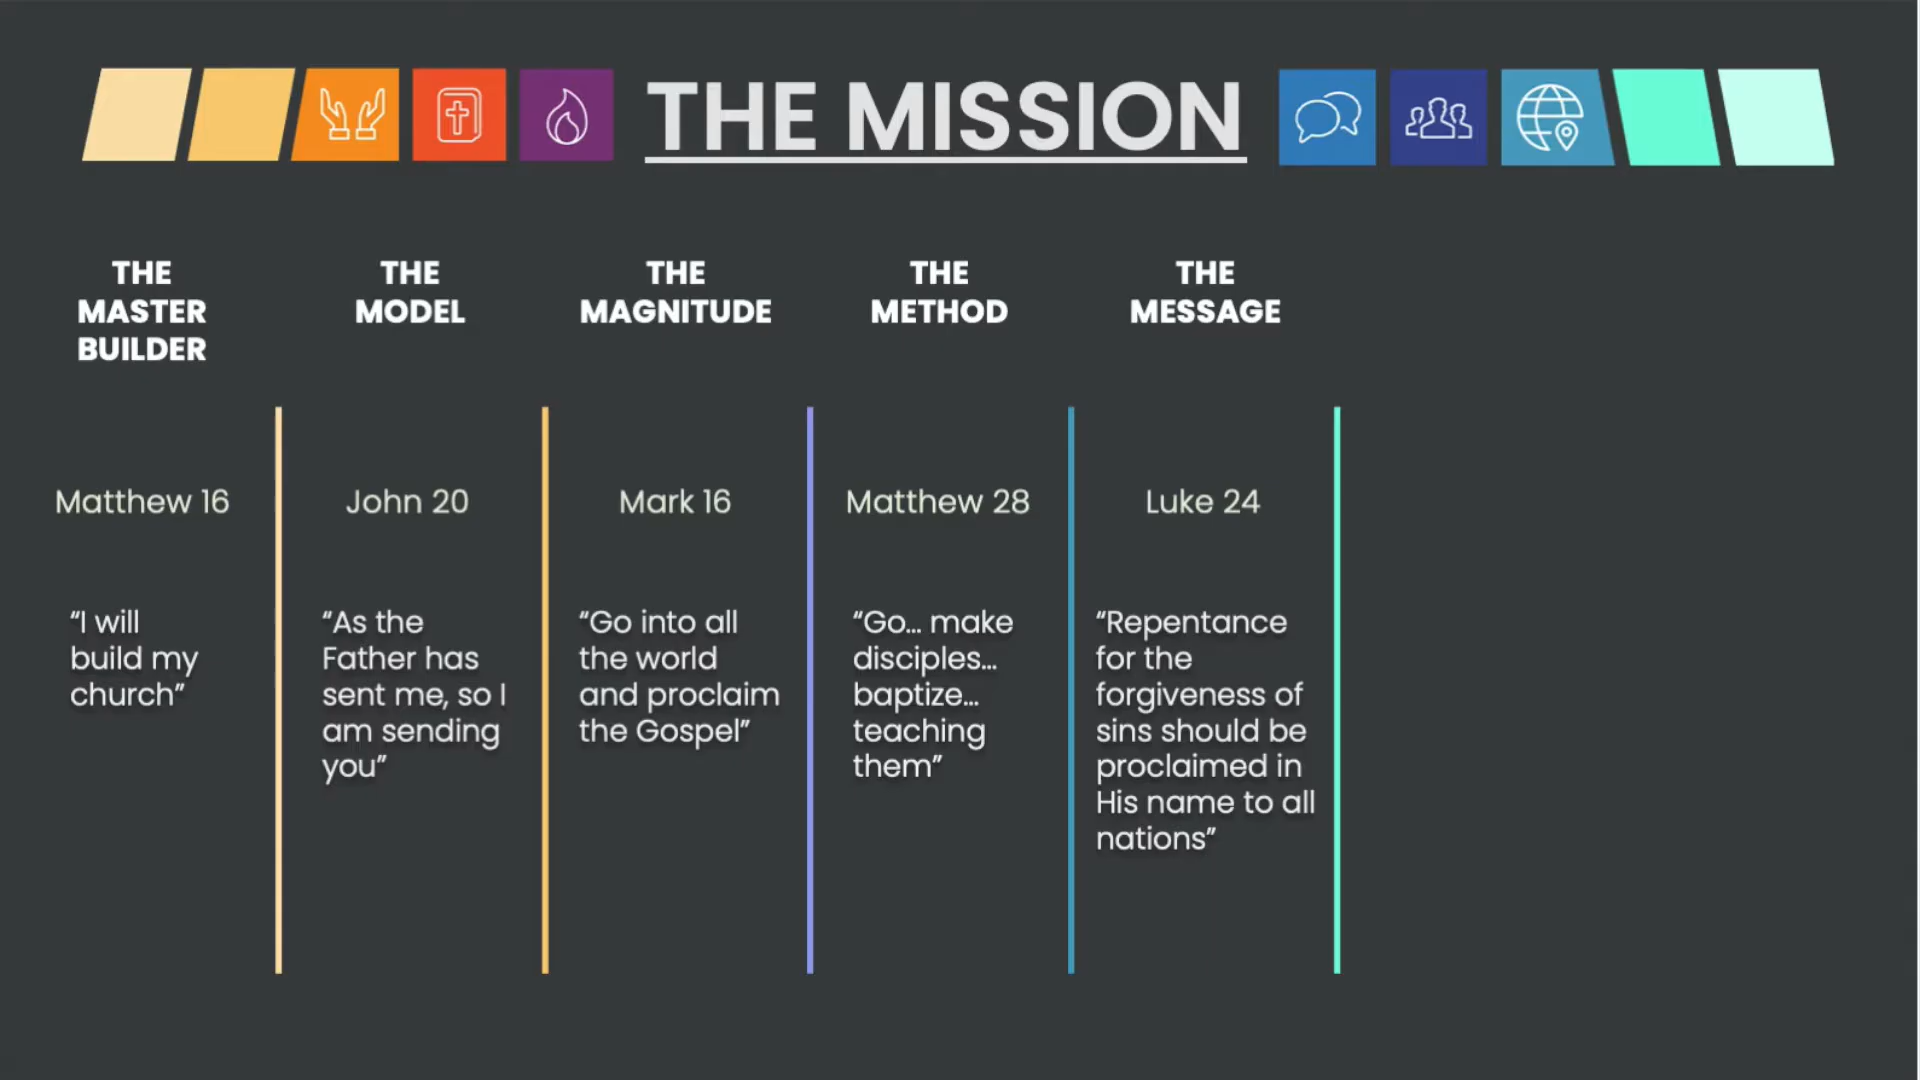 THE MISSION
THE
MASTER
BUILDER
Matthew 16
“I will
build my
church”
THE
MODEL
John 20
“As the
Father has
sent me, so I
am sending
you”
THE
MAGNITUDE
Mark 16
“Go into all
the world
and proclaim
the Gospel”
THE
METHOD
Matthew 28
“Go... make
disciples...
baptize...
teaching
them”
THE
MESSAGE
Luke 24
“Repentance
for the
forgiveness of
sins should be
proclaimed in
His name to all
nations”